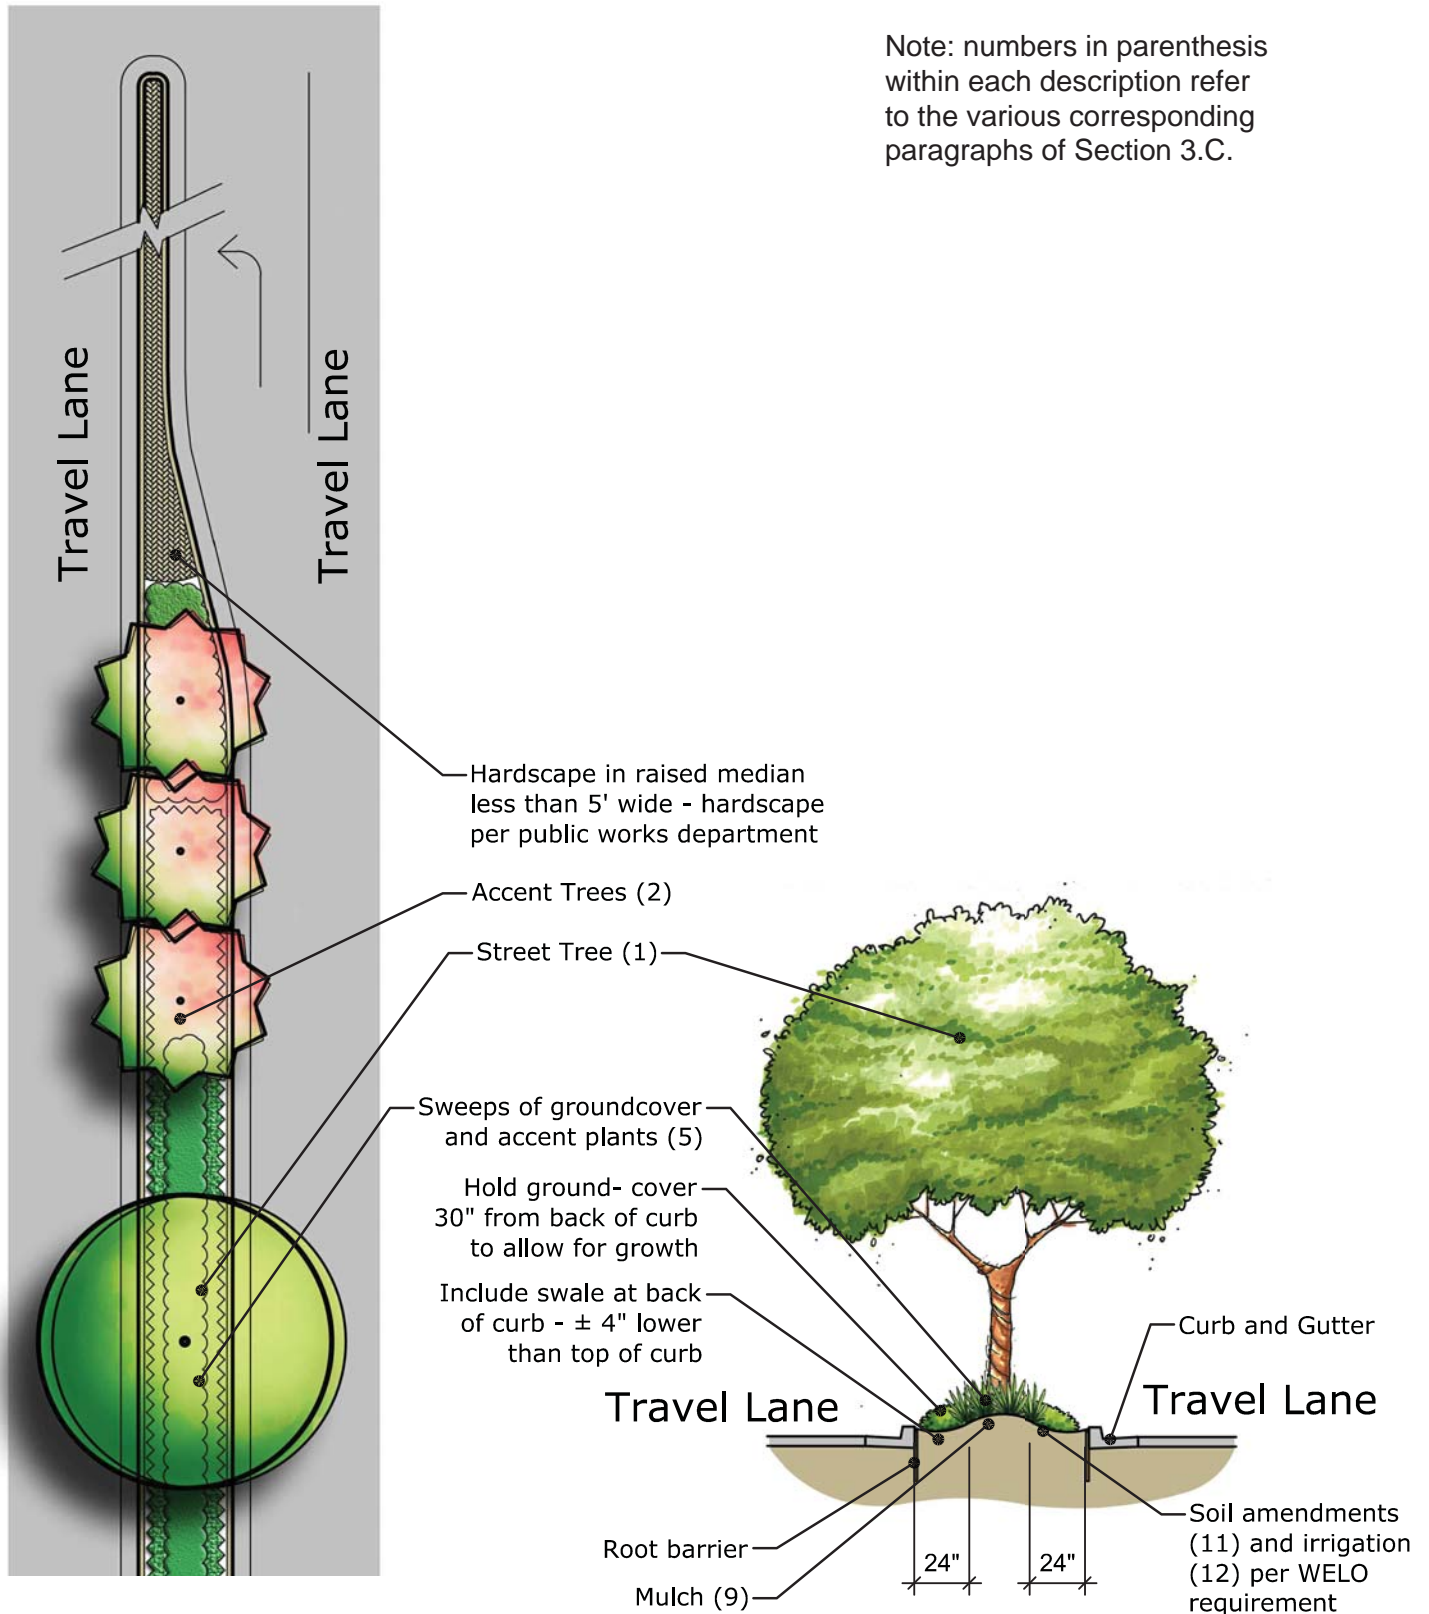 Note: numbers in parenthesis
within each description refer
to the various corresponding
paragraphs of Section 3.C.
Travel Lane
Travel Lane
Hardscape in raised median
less than 5' wide - hardscape
per public works department
Accent Trees (2)
Street Tree (1)
Sweeps of groundcover
and accent plants (5)
Hold ground- cover
30" from back of curb
to allow for growth
Include swale at back
of curb - ± 4" lower
than top of curb
Curb and Gutter
Travel Lane
Travel Lane
Root barrier
Mulch (9)
24"
24"
Soil amendments
(11) and irrigation
(12) per WELO
requirement